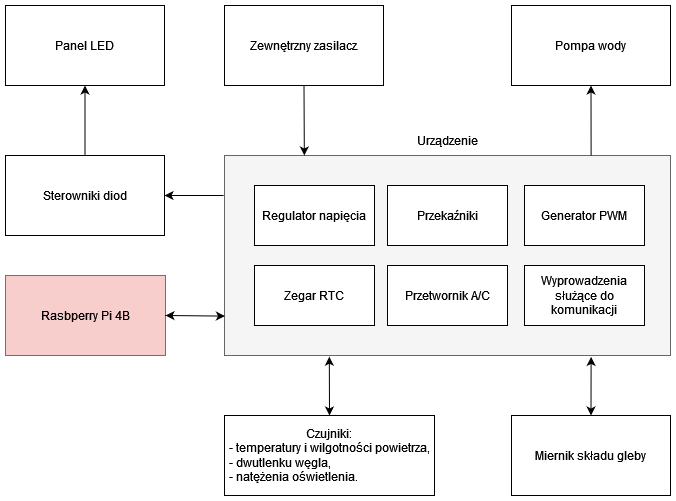 Panel LED
Zewnętrzny zasilacz
Pompa wody
Urządzenie
Sterowniki diod
Regulator napięcia
Przekaźniki
Generator PWM
Zegar RTC
Przetwornik A/C
Wyprowadzenia
służące do
komunikacji
Rasbperry Pi 4B
Czujniki:
- temperatury i wilgotności powietrza,
- dwutlenku węgla,
- natężenia oświetlenia.
Miernik składu gleby